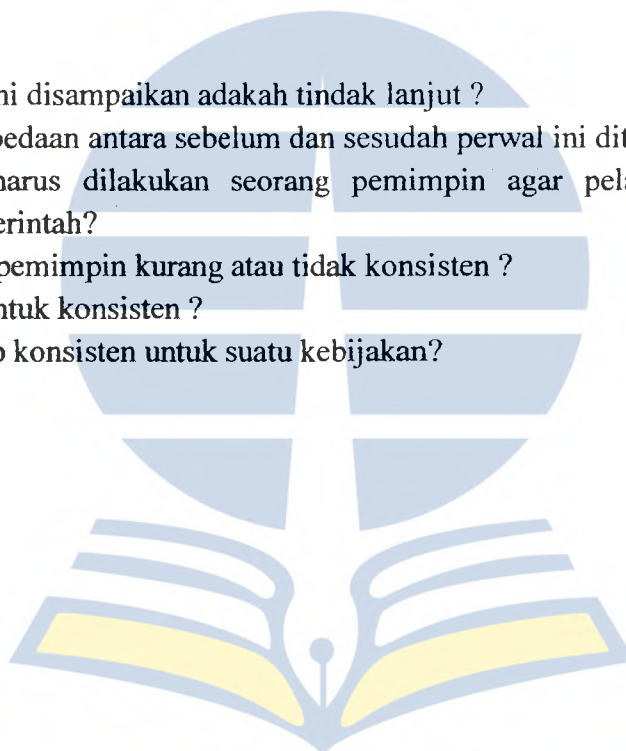 ni disampaikan adakah tindak lanjut ?
bedaan antara sebelum dan sesudah perwal ini dit
harus dilakukan seorang pemimpin agar pela
erintah?
pemimpin kurang atau tidak konsisten ?
ntuk konsisten ?
konsisten untuk suatu kebijakan?